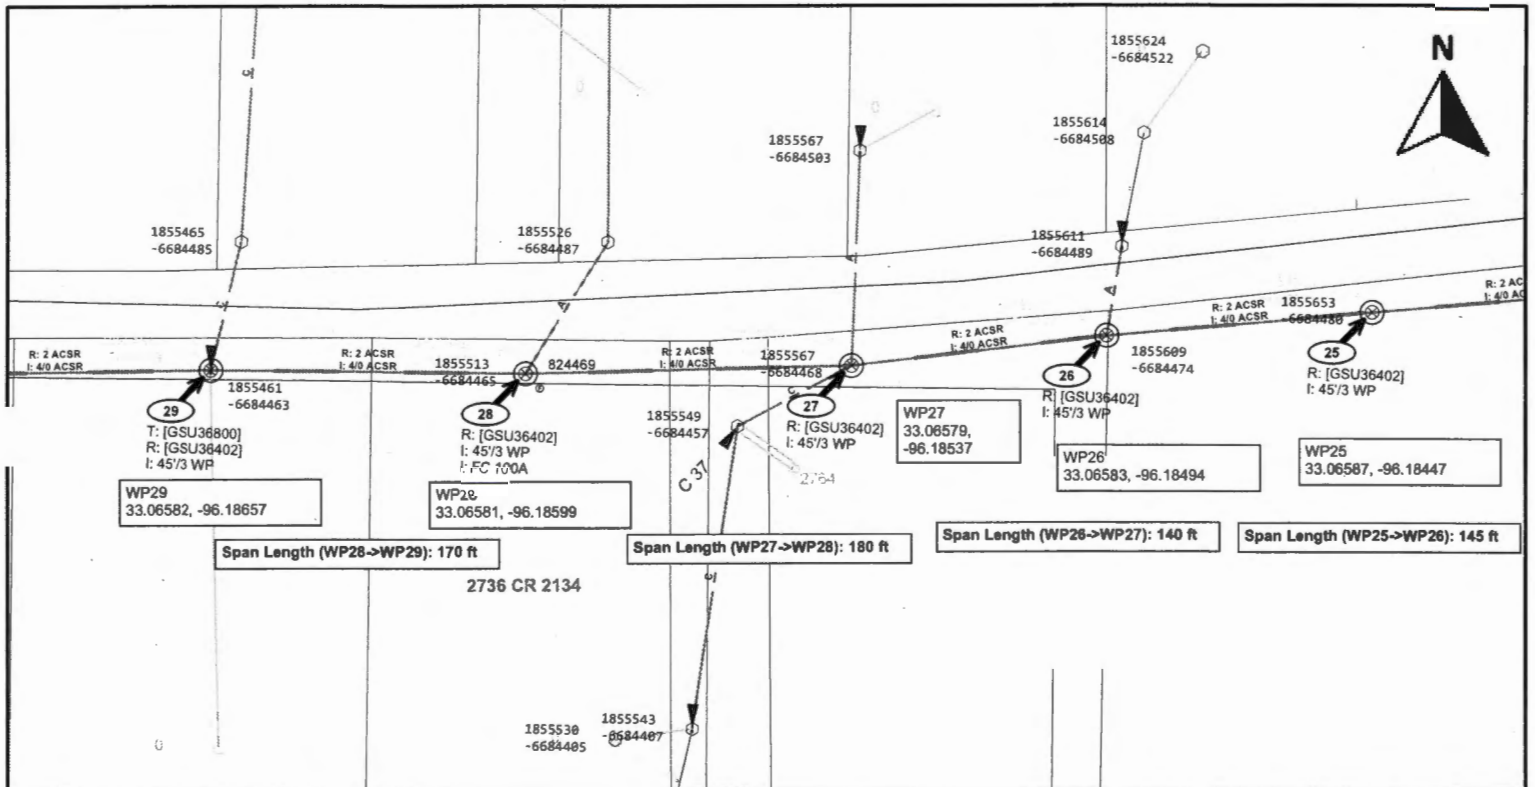 1855624
-6684522
N
1855614
-6684508
1855567
-6684503
1855465
-6684485
1855526
-6684487
1855611
-6684489
C
C
A
A
A
R: 2 ACSR
I: 4/0 ACSR
R: 2 ACSR
I: 4/0 ACSR
R: 2 ACSR
I: 4/0 ACSR
R: 2 ACSR
I: 4/0 ACSR
R: 2 ACSR
I: 4/0 ACSR
R: 2 AC
I: 4/0 AC
1855653
-6684480
1855513
-6684465
824469
1855567
-6684468
1855609
-6684474
1855461
-6684463
29
T: [GSU36800]
R: [GSU36402]
I: 45'/3 WP
28
R: [GSU36402]
I: 45'/3 WP
I: FC 100A
27
R: [GSU36402]
I: 45'/3 WP
26
R: [GSU36402]
I: 45'/3 WP
25
R: [GSU36402]
I: 45'/3 WP
1855549
-6684457
C
C 37
2764
WP29
33.06582, -96.18657
WP28
33.06581, -96.18599
WP27
33.06579,
-96.18537
WP26
33.06583, -96.18494
WP25
33.06587, -96.18447
Span Length (WP28->WP29): 170 ft
Span Length (WP27->WP28): 180 ft
Span Length (WP26->WP27): 140 ft
Span Length (WP25->WP26): 145 ft
2736 CR 2134
C
1855530
-6684405
1855543
-6684407